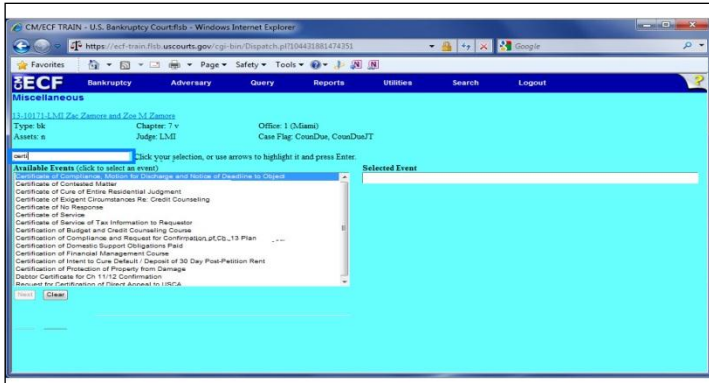 CM/ECF TRAIN - U.S. Bankruptcy Court:flsb - Windows Internet Explorer
https://ecf-train.flsb.uscourts.gov/cgi-bin/Dispatch.pl?104431881474351
Google
Favorites Page Safety Tools
ECF Bankruptcy Adversary Query Reports Utilities Search Logout ?
Miscellaneous
13-10171-LMI Zac Zamore and Zoe M Zamore
Type: bk Chapter: 7 v Office: 1 (Miami)
Assets: n Judge: LMI Case Flag: CounDue, CounDueJT
certi Click your selection, or use arrows to highlight it and press Enter.
Available Events (click to select an event) Selected Event
Certificate of Compliance, Motion for Discharge and Notice of Deadline to Object
Certificate of Contested Matter
Certificate of Cure of Entire Residential Judgment
Certificate of Exigent Circumstances Re: Credit Counseling
Certificate of No Response
Certificate of Service
Certificate of Service of Tax Information to Requestor
Certification of Budget and Credit Counseling Course
Certification of Compliance and Request for Confirmation of Ch. 13 Plan
Certification of Domestic Support Obligations Paid
Certification of Financial Management Course
Certification of Intent to Cure Default / Deposit of 30 Day Post-Petition Rent
Certification of Protection of Property from Damage
Debtor Certificate for Ch 11/12 Confirmation
Request for Certification of Direct Appeal to USCA
Next Clear